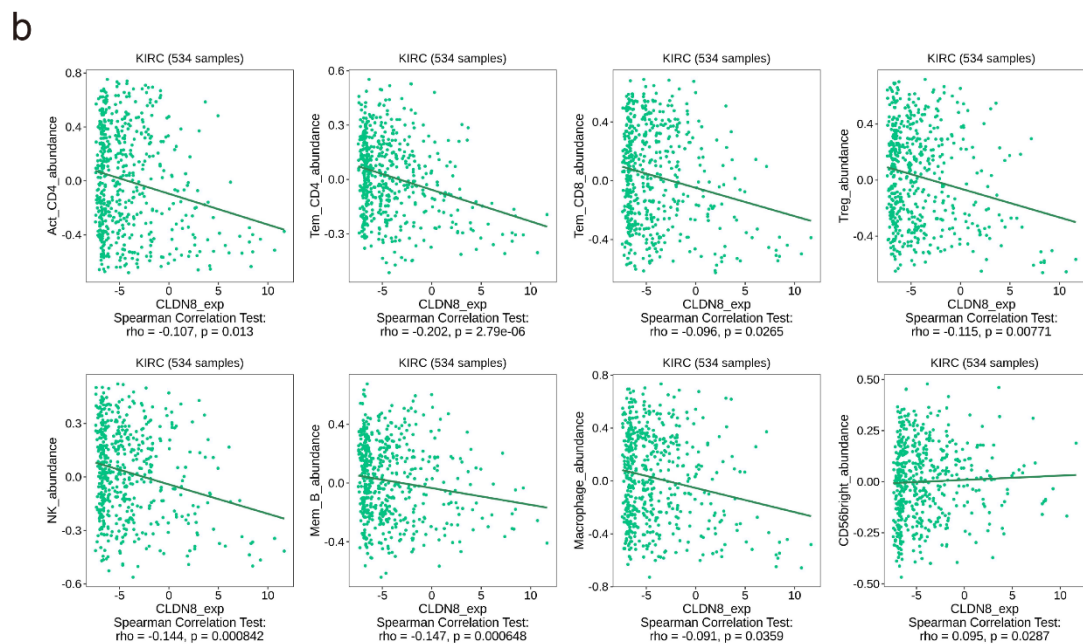 b
KIRC (534 samples)
Act_CD4_abundance
0.8
0.4
0.0
-0.4
-5 0 5 10
CLDN8_exp
Spearman Correlation Test:
rho = -0.107, p = 0.013
KIRC (534 samples)
Tem_CD4_abundance
0.6
0.3
0.0
-0.3
-5 0 5 10
CLDN8_exp
Spearman Correlation Test:
rho = -0.202, p = 2.79e-06
KIRC (534 samples)
Tem_CD8_abundance
0.4
0.0
-0.4
-5 0 5 10
CLDN8_exp
Spearman Correlation Test:
rho = -0.096, p = 0.0265
KIRC (534 samples)
Treg_abundance
0.4
0.0
-0.4
-5 0 5 10
CLDN8_exp
Spearman Correlation Test:
rho = -0.115, p = 0.00771
KIRC (534 samples)
NK_abundance
0.3
0.0
-0.3
-0.6
-5 0 5 10
CLDN8_exp
Spearman Correlation Test:
rho = -0.144, p = 0.000842
KIRC (534 samples)
Mem_B_abundance
0.4
0.0
-0.4
-5 0 5 10
CLDN8_exp
Spearman Correlation Test:
rho = -0.147, p = 0.000648
KIRC (534 samples)
Macrophage_abundance
0.8
0.4
0.0
-0.4
-0.8
-5 0 5 10
CLDN8_exp
Spearman Correlation Test:
rho = -0.091, p = 0.0359
KIRC (534 samples)
CD56bright_abundance
0.50
0.25
0.00
-0.25
-0.50
-5 0 5 10
CLDN8_exp
Spearman Correlation Test:
rho = 0.095, p = 0.0287